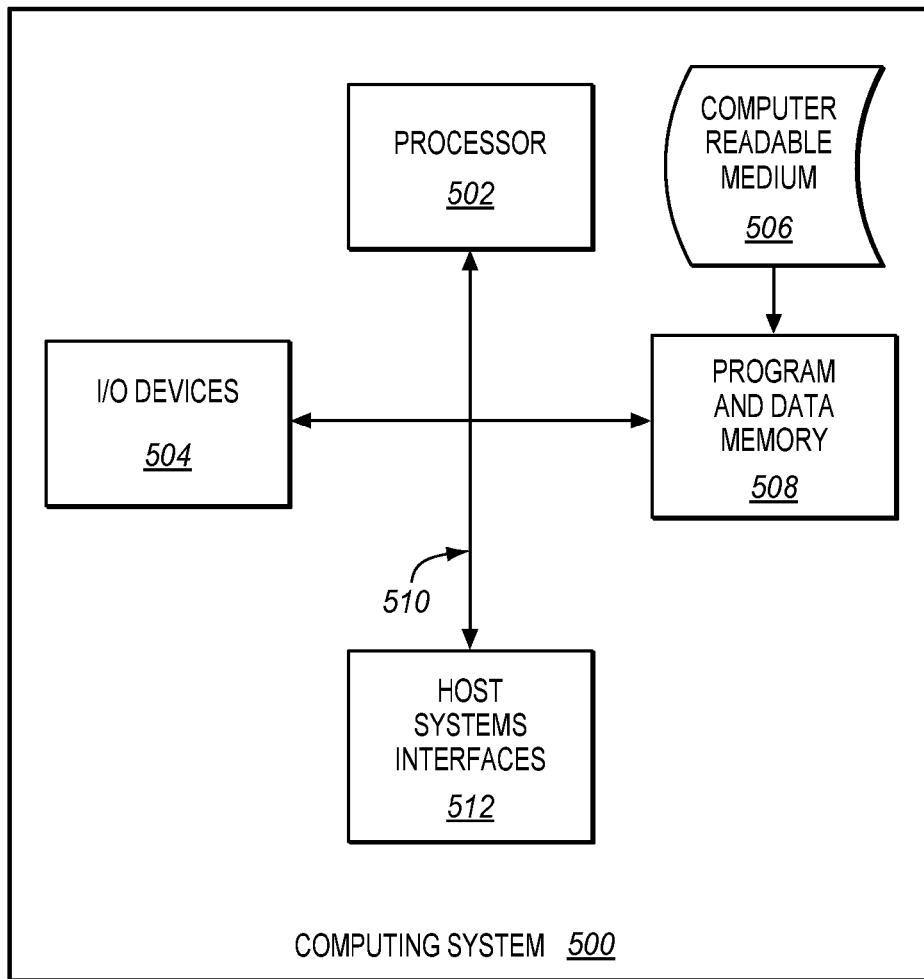 PROCESSOR
502
COMPUTER
READABLE
MEDIUM
506
I/O DEVICES
504
PROGRAM
AND DATA
MEMORY
508
510
HOST
SYSTEMS
INTERFACES
512
COMPUTING SYSTEM 500